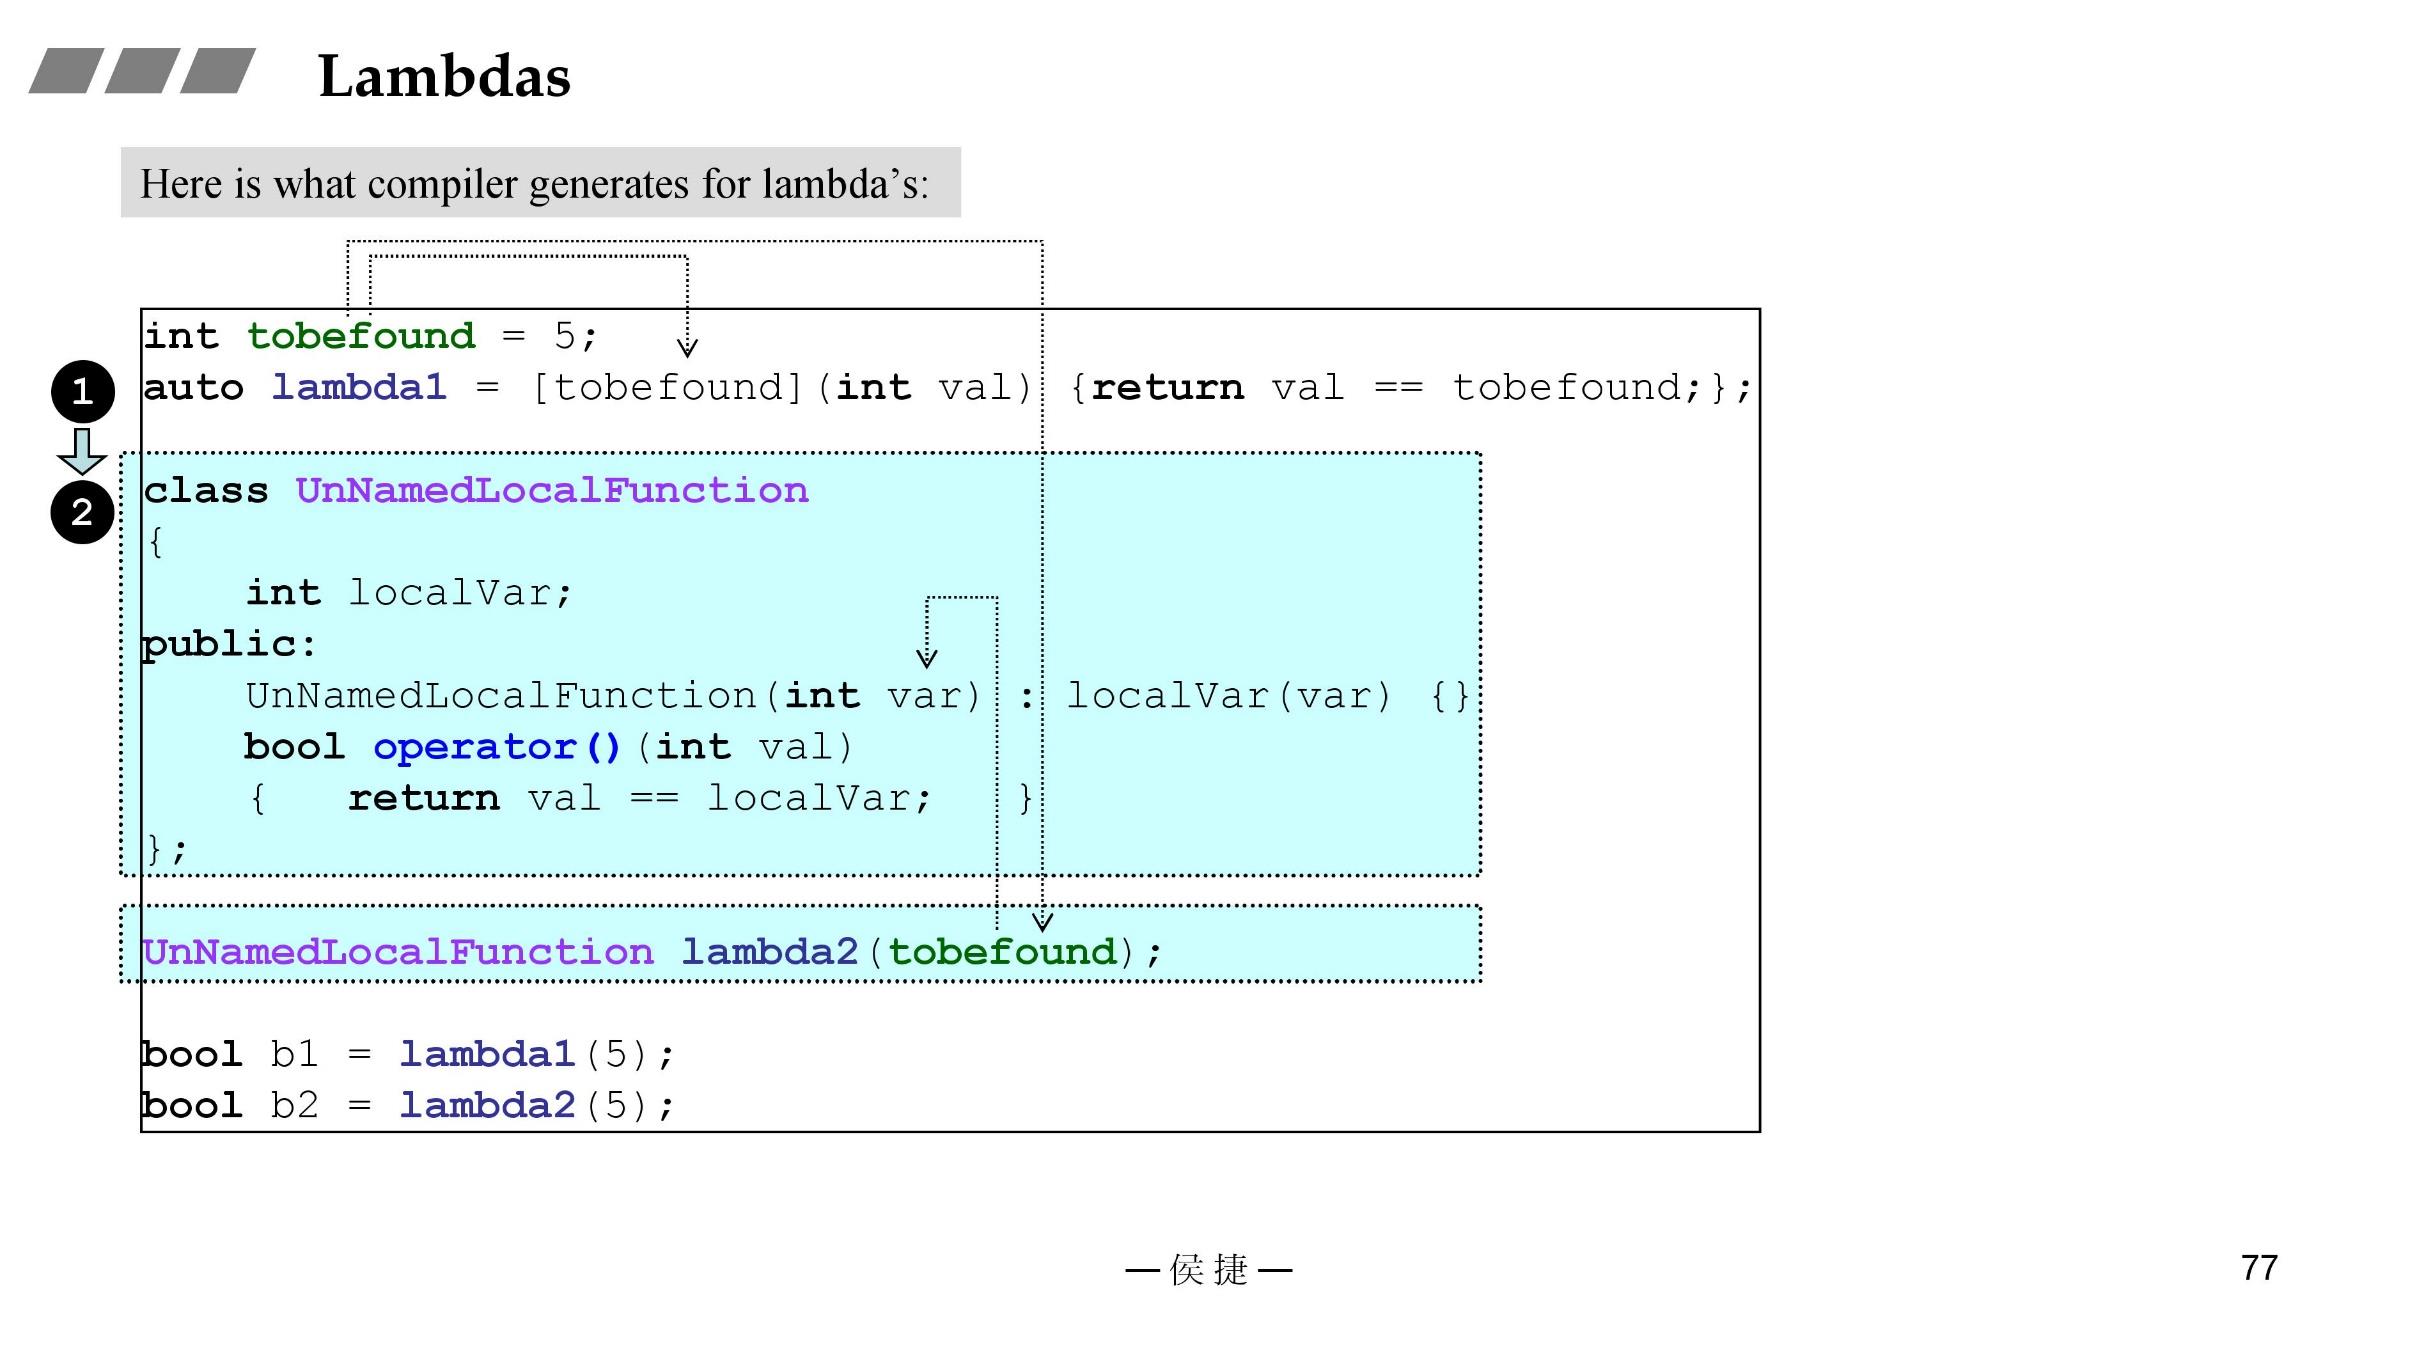 Lambdas
Here is what compiler generates for lambda’s:
int tobefound = 5;
1
auto lambda1 = [tobefound](int val) {return val == tobefound;};
2
class UnNamedLocalFunction
{
    int localVar;
public:
    UnNamedLocalFunction(int var) : localVar(var) {}
    bool operator()(int val)
    {   return val == localVar;   }
};
UnNamedLocalFunction lambda2(tobefound);
bool b1 = lambda1(5);
bool b2 = lambda2(5);
—侯捷—
77